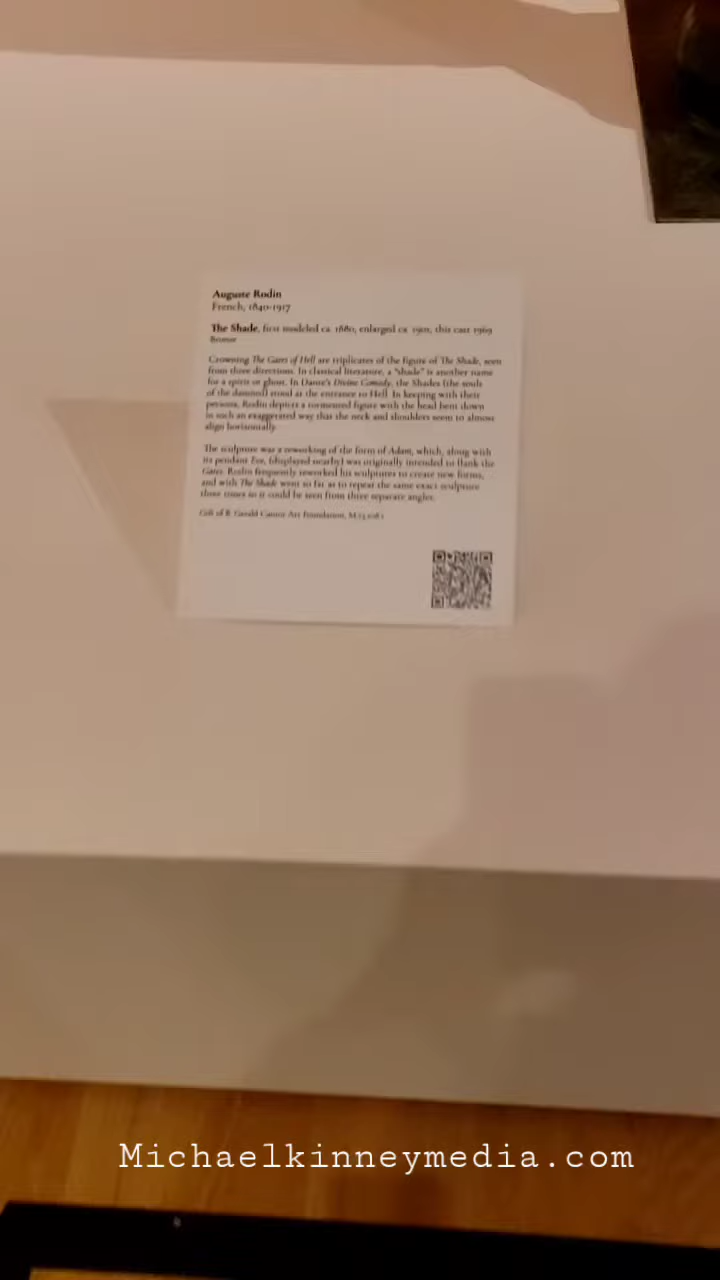 Auguste Rodin
French, 1840-1917
The Shade, first modeled ca. 1880, enlarged ca. 1901, this cast 1969
Bronze
Crowning The Gates of Hell are triplicates of the figure of The Shade, seen
from three directions. In classical literature, a "shade" is another name
for a spirit or ghost. In Dante's Divine Comedy, the Shades (the souls
of the damned) stood at the entrance to Hell. In keeping with their
persona, Rodin depicts a tormented figure with the head bent down
in such an exaggerated way that the neck and shoulders seem to almost
align horizontally.
The sculpture was a reworking of the form of Adam, which, along with
its pendant Eve, (displayed nearby) was originally intended to flank the
Gates. Rodin frequently reworked his sculptures to create new forms,
and with The Shade went so far as to repeat the same exact sculpture
three times so it could be seen from three separate angles.
Gift of B. Gerald Cantor Art Foundation,
Michaelkinneymedia.com